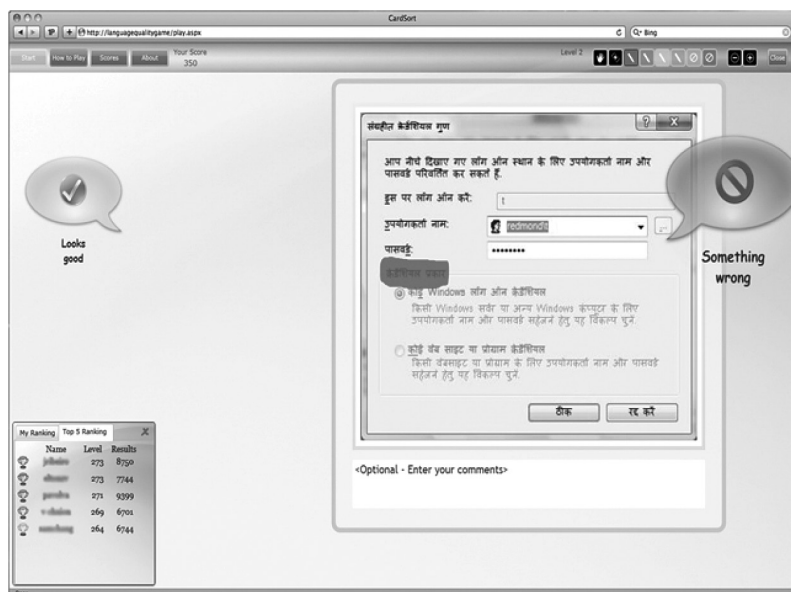 CardSort
http://languagequalitygame/play.aspx
Q- Bing
Start How to Play Scores About Your Score Level 2 Close
350
संग्रहीत क्रेडेंशियल गुण
आप नीचे दिखाए गए लॉग ऑन स्थान के लिए उपयोगकर्ता नाम और
पासवर्ड परिवर्तित कर सकते हैं.
इस पर लॉग ऑन करें: t
उपयोगकर्ता नाम: redmond\t
पासवर्ड: ••••••••
क्रेडेंशियल प्रकार
कोई Windows लॉग ऑन क्रेडेंशियल
किसी Windows सर्वर या अन्य Windows कंप्यूटर के लिए
उपयोगकर्ता नाम और पासवर्ड सहेजने हेतु यह विकल्प चुनें.
कोई वेब साइट या प्रोग्राम क्रेडेंशियल
किसी वेबसाइट या प्रोग्राम के लिए उपयोगकर्ता नाम और पासवर्ड
सहेजने हेतु यह विकल्प चुनें.
ठीक रद्द करें
Looks
good
Something
wrong
<Optional - Enter your comments>
My Ranking Top 5 Ranking X
Name Level Results
273 8750
273 7744
271 9399
269 6701
264 6744